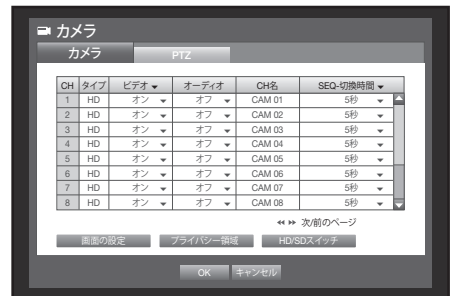 カメラ
カメラ PTZ
CH タイプ ビデオ オーディオ CH名 SEQ-切換時間
1 HD オン オフ CAM 01 5秒
2 HD オン オフ CAM 02 5秒
3 HD オン オフ CAM 03 5秒
4 HD オン オフ CAM 04 5秒
5 HD オン オフ CAM 05 5秒
6 HD オン オフ CAM 06 5秒
7 HD オン オフ CAM 07 5秒
8 HD オン オフ CAM 08 5秒
次/前のページ
画面の設定 プライバシー領域 HD/SDスイッチ
OK キャンセル